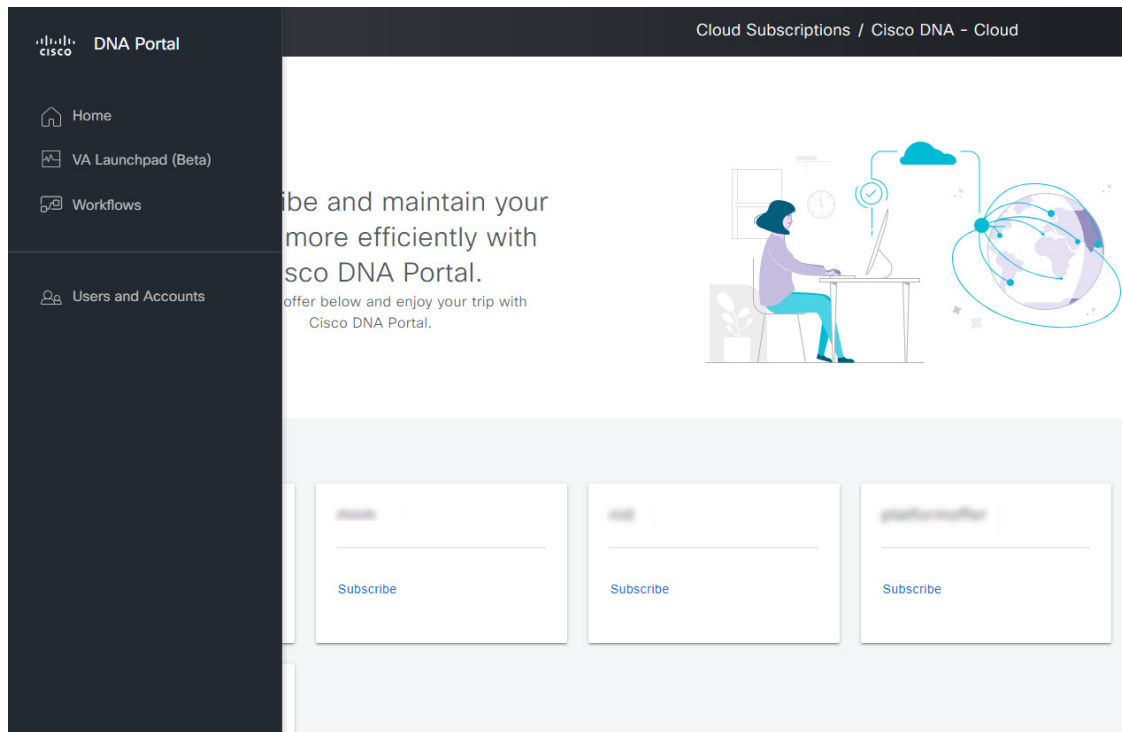 CISCO
DNA Portal
Cloud Subscriptions / Cisco DNA - Cloud
Home
VA Launchpad (Beta)
Workflows
Users and Accounts
ibe and maintain your
more efficiently with
isco DNA Portal.
offer below and enjoy your trip with
Cisco DNA Portal.
Subscribe
Subscribe
Subscribe